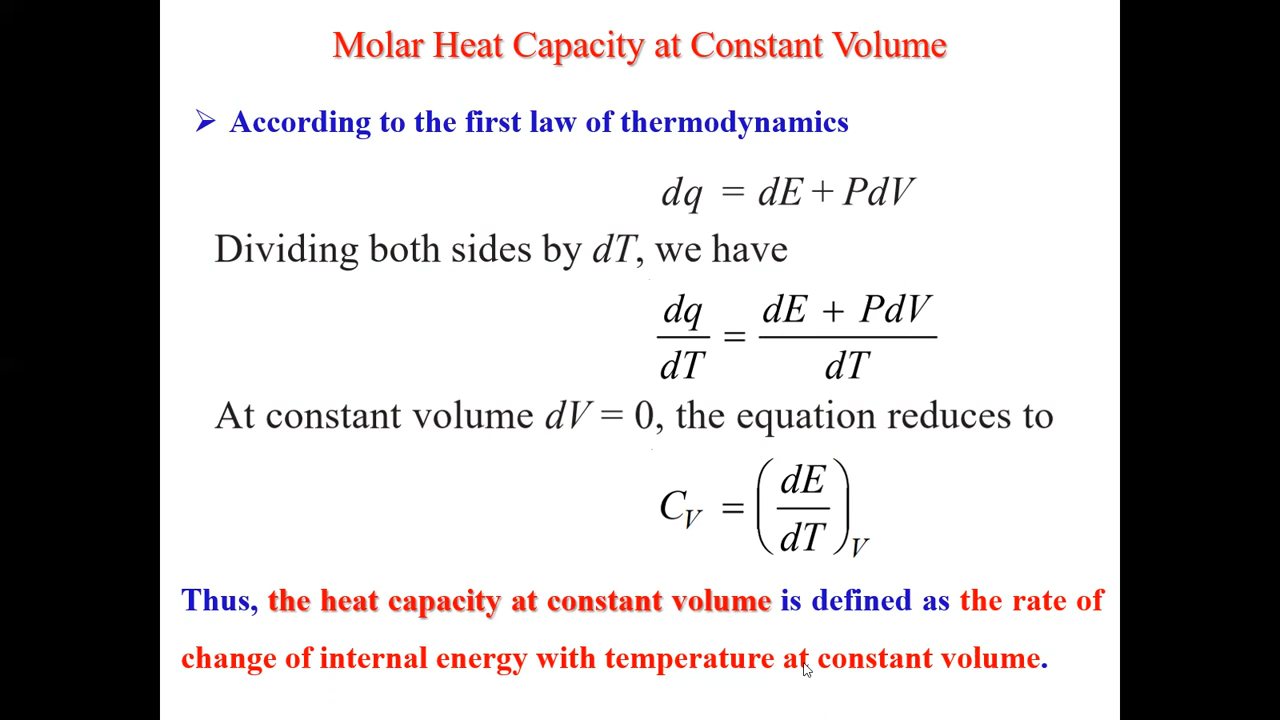 Molar Heat Capacity at Constant Volume
➢ According to the first law of thermodynamics
dq = dE + PdV
Dividing both sides by dT, we have
dq/dT = (dE + PdV)/dT
At constant volume dV = 0, the equation reduces to
C_V = (dE/dT)_V
Thus, the heat capacity at constant volume is defined as the rate of
change of internal energy with temperature at constant volume.